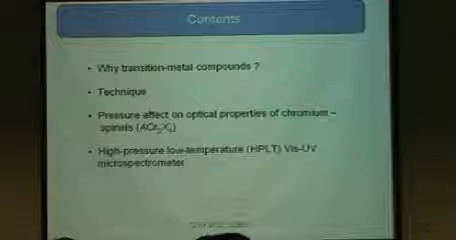 Contents
• Why transition-metal compounds ?
• Technique
• Pressure effect on optical properties of chromium –
spinels (ACr₂X₄)
• High-pressure low-temperature (HPLT) Vis-UV
microspectrometer